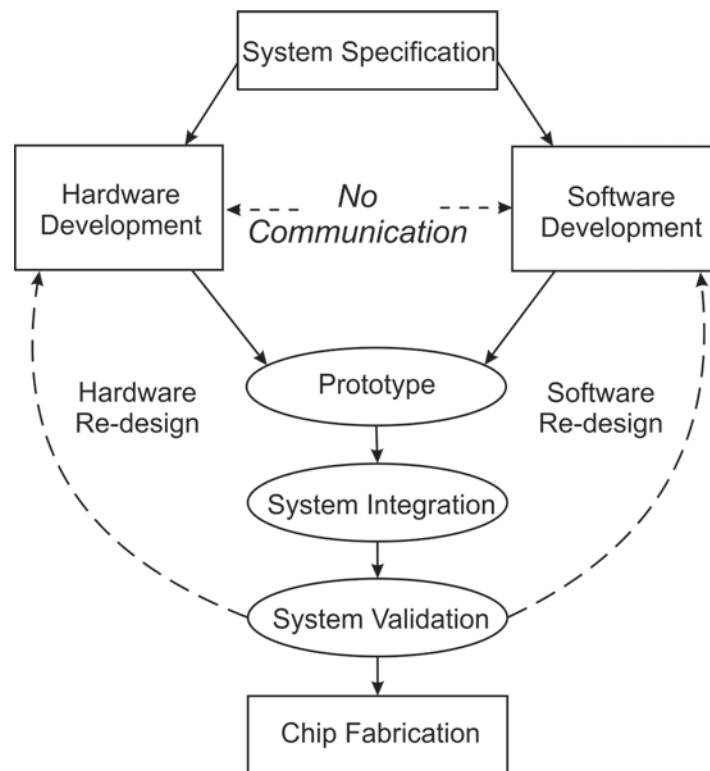 System Specification
Hardware
Development
No
Communication
Software
Development
Prototype
Hardware
Re-design
Software
Re-design
System Integration
System Validation
Chip Fabrication